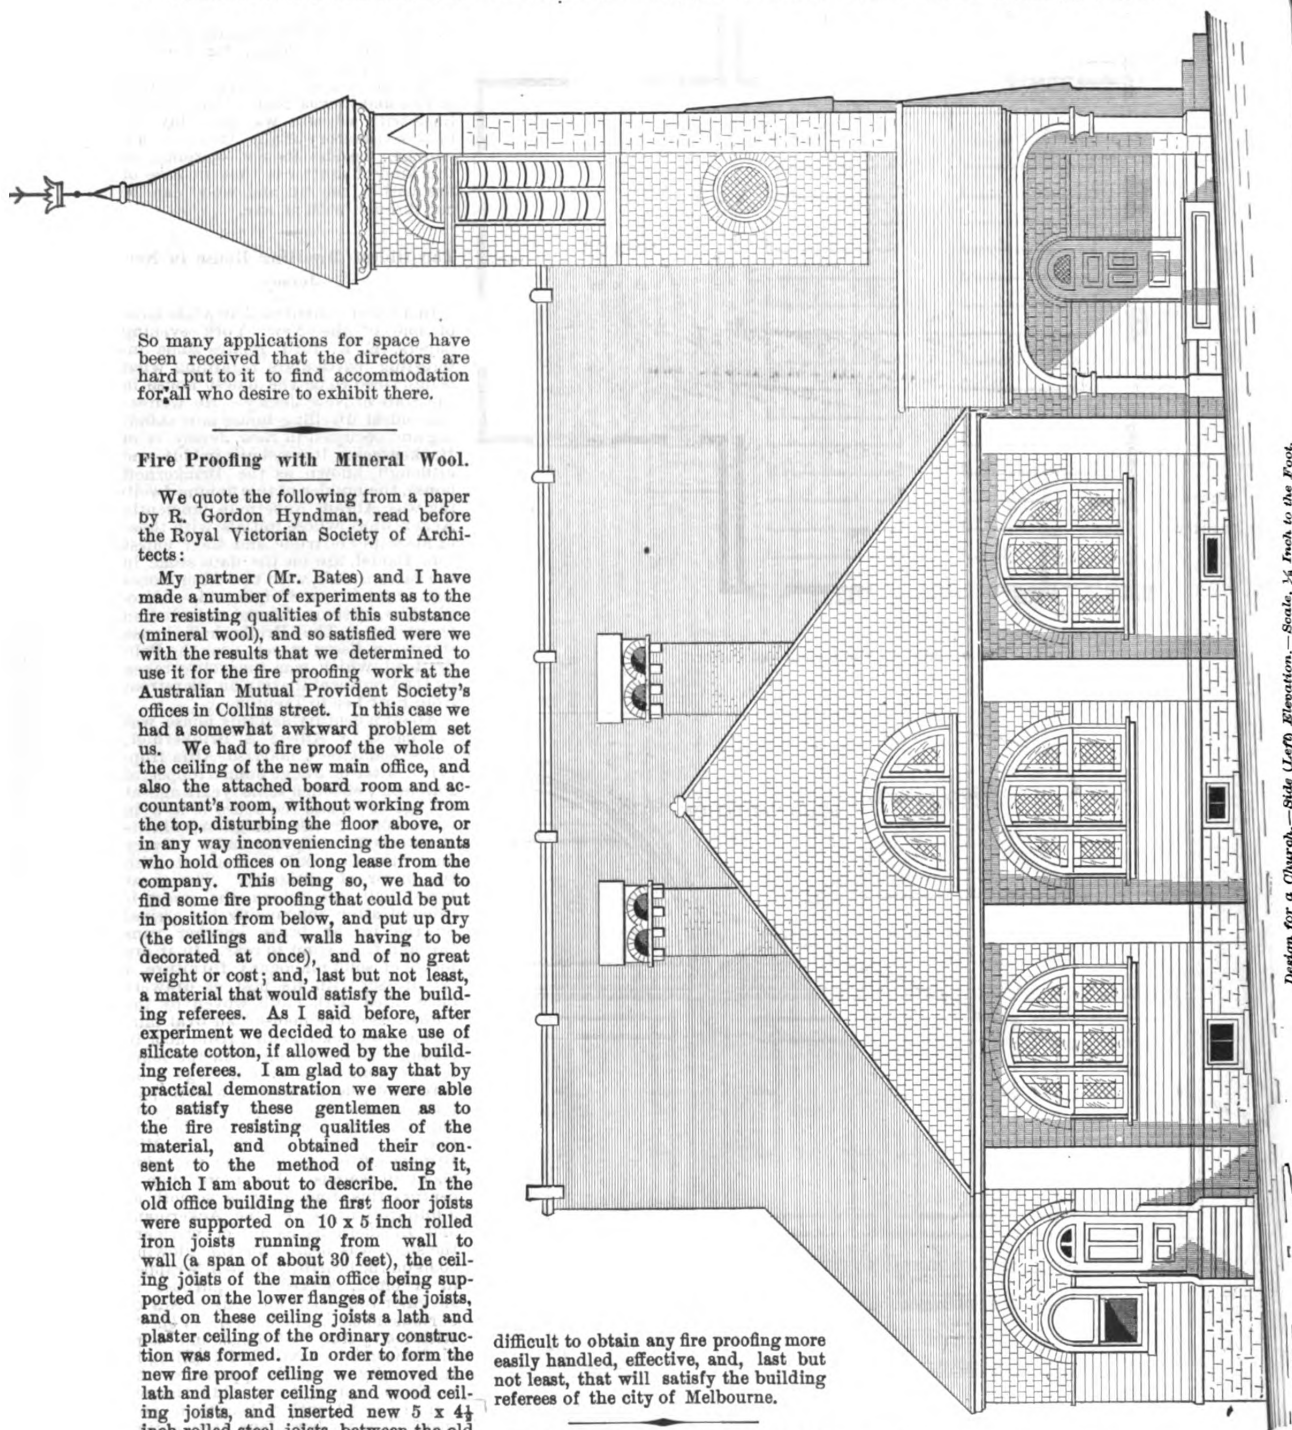 So many applications for space have
been received that the directors are
hard put to it to find accommodation
for all who desire to exhibit there.
Fire Proofing with Mineral Wool.
We quote the following from a paper
by R. Gordon Hyndman, read before
the Royal Victorian Society of Archi-
tects:
My partner (Mr. Bates) and I have
made a number of experiments as to the
fire resisting qualities of this substance
(mineral wool), and so satisfied were we
with the results that we determined to
use it for the fire proofing work at the
Australian Mutual Provident Society's
offices in Collins street. In this case we
had a somewhat awkward problem set
us. We had to fire proof the whole of
the ceiling of the new main office, and
also the attached board room and ac-
countant's room, without working from
the top, disturbing the floor above, or
in any way inconveniencing the tenants
who hold offices on long lease from the
company. This being so, we had to
find some fire proofing that could be put
in position from below, and put up dry
(the ceilings and walls having to be
decorated at once), and of no great
weight or cost; and, last but not least,
a material that would satisfy the build-
ing referees. As I said before, after
experiment we decided to make use of
silicate cotton, if allowed by the build-
ing referees. I am glad to say that by
practical demonstration we were able
to satisfy these gentlemen as to
the fire resisting qualities of the
material, and obtained their con-
sent to the method of using it,
which I am about to describe. In the
old office building the first floor joists
were supported on 10 x 5 inch rolled
iron joists running from wall to
wall (a span of about 30 feet), the ceil-
ing joists of the main office being sup-
ported on the lower flanges of the joists,
and on these ceiling joists a lath and
plaster ceiling of the ordinary construc-
tion was formed. In order to form the
new fire proof ceiling we removed the
lath and plaster ceiling and wood ceil-
ing joists, and inserted new 5 x 4½
inch rolled steel joists, between the old
difficult to obtain any fire proofing more
easily handled, effective, and, last but
not least, that will satisfy the building
referees of the city of Melbourne.
Design for a Church.—Side (Left) Elevation.—Scale, ⅛ Inch to the Foot.